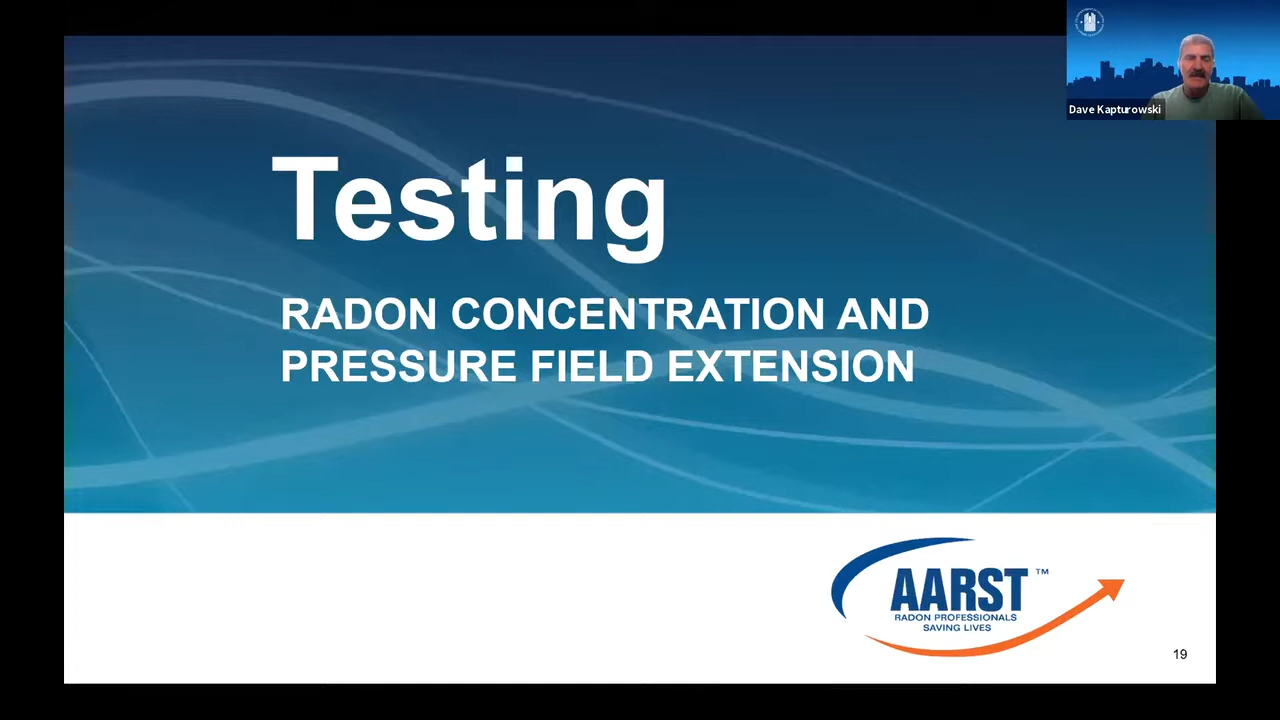 Dave Kapturowski
Testing
RADON CONCENTRATION AND
PRESSURE FIELD EXTENSION
AARST™
RADON PROFESSIONALS
SAVING LIVES
19